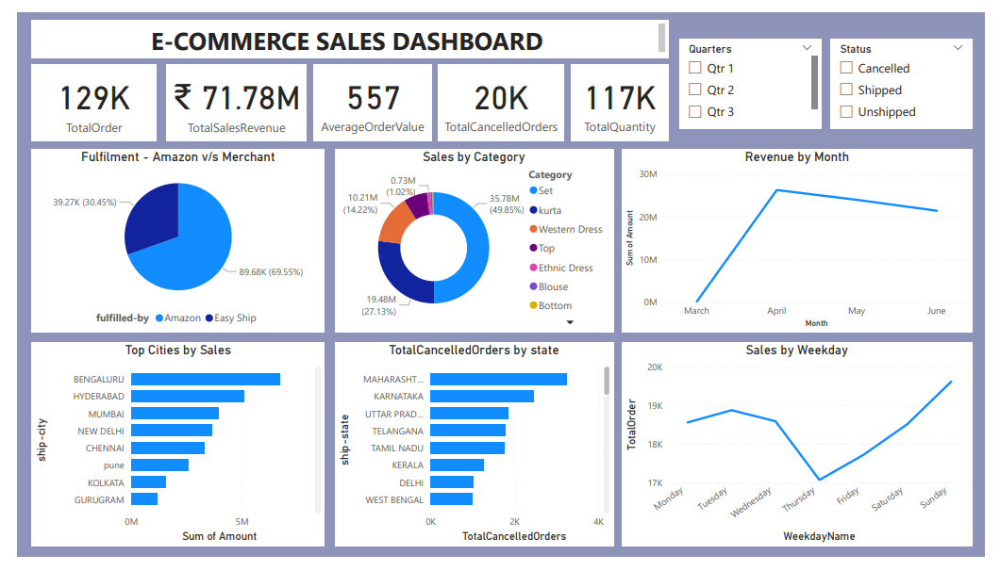 E-COMMERCE SALES DASHBOARD
Quarters
Qtr 1
Qtr 2
Qtr 3
Status
Cancelled
Shipped
Unshipped
129K
TotalOrder
₹ 71.78M
TotalSalesRevenue
557
AverageOrderValue
20K
TotalCancelledOrders
117K
TotalQuantity
Fulfilment - Amazon v/s Merchant
39.27K (30.45%)
89.68K (69.55%)
fulfilled-by Amazon Easy Ship
Sales by Category
0.73M
(1.02%)
10.21M
(14.22%)
35.78M
(49.85%)
19.48M
(27.13%)
Category
Set
kurta
Western Dress
Top
Ethnic Dress
Blouse
Bottom
Revenue by Month
Sum of Amount
30M
20M
10M
0M
March April May June
Month
Top Cities by Sales
ship-city
BENGALURU
HYDERABAD
MUMBAI
NEW DELHI
CHENNAI
pune
KOLKATA
GURUGRAM
0M 5M
Sum of Amount
TotalCancelledOrders by state
ship-state
MAHARASHT...
KARNATAKA
UTTAR PRAD...
TELANGANA
TAMIL NADU
KERALA
DELHI
WEST BENGAL
0K 2K 4K
TotalCancelledOrders
Sales by Weekday
TotalOrder
20K
19K
18K
17K
Monday Tuesday Wednesday Thursday Friday Saturday Sunday
WeekdayName